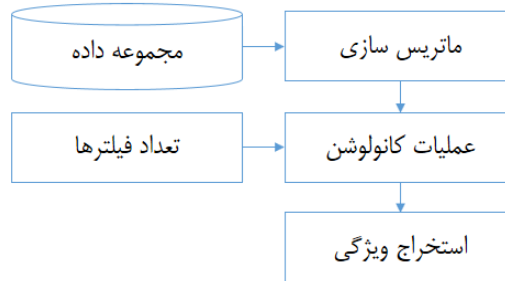 ماتریس سازی
مجموعه داده
عملیات کانولوشن
تعداد فیلترها
استخراج ویژگی